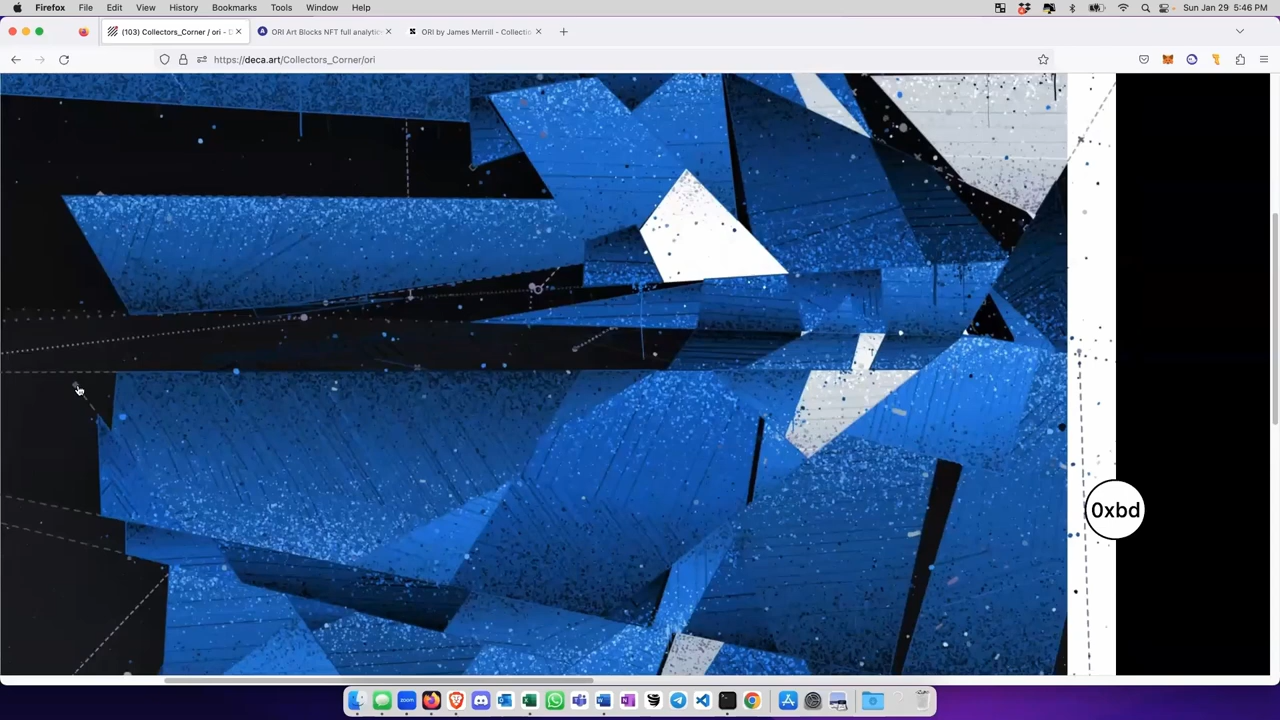 Firefox File Edit View History Bookmarks Tools Window Help
Sun Jan 29 5:46 PM
(103) Collectors_Corner / ori - D
ORI Art Blocks NFT full analytic
ORI by James Merrill - Collectio
https://deca.art/Collectors_Corner/ori
0xbd
zoom